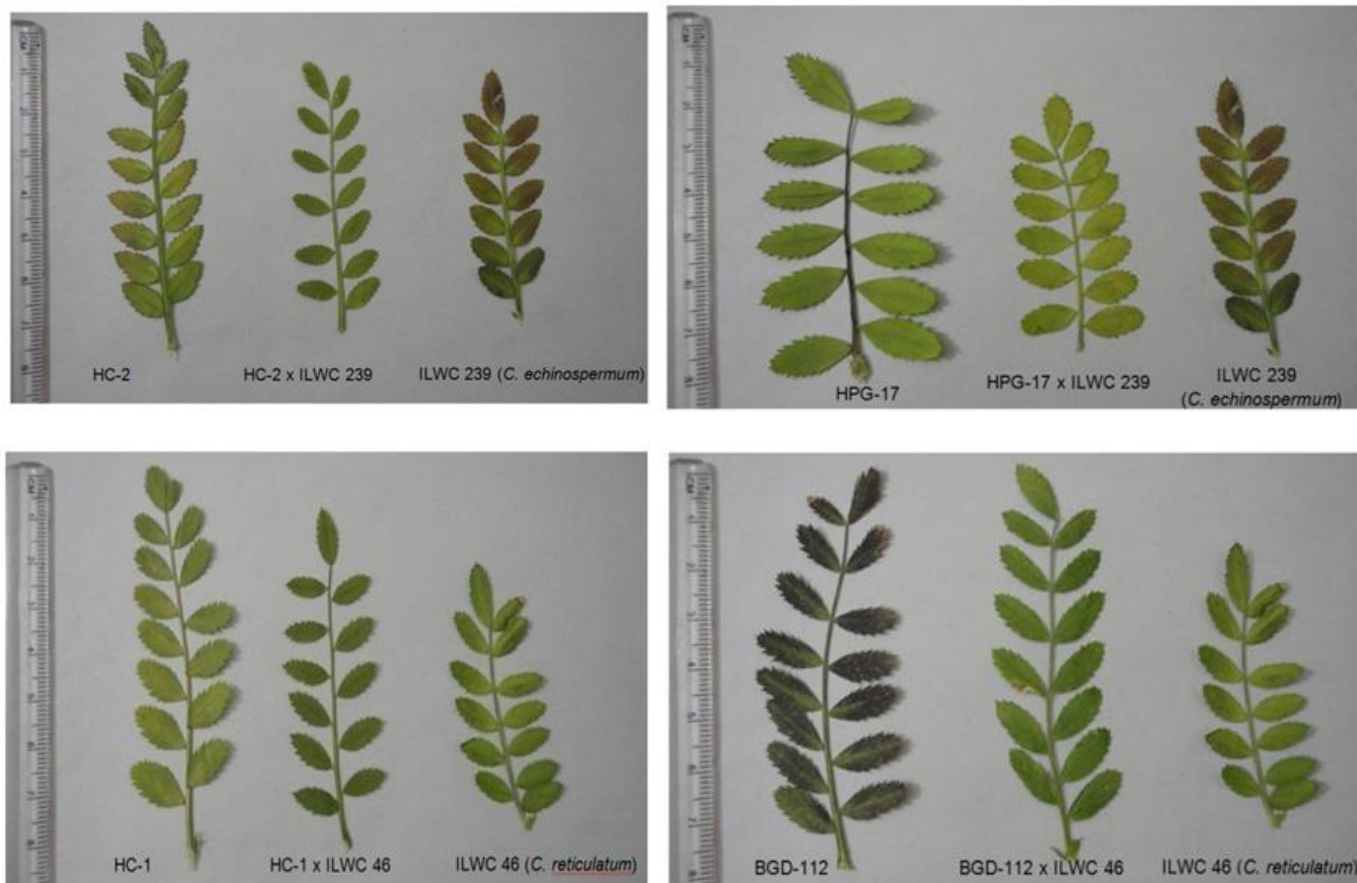 HC-2
HC-2 x ILWC 239
ILWC 239 (C. echinospermum)
HPG-17
HPG-17 x ILWC 239
ILWC 239
(C. echinospermum)
HC-1
HC-1 x ILWC 46
ILWC 46 (C. reticulatum)
BGD-112
BGD-112 x ILWC 46
ILWC 46 (C. reticulatum)